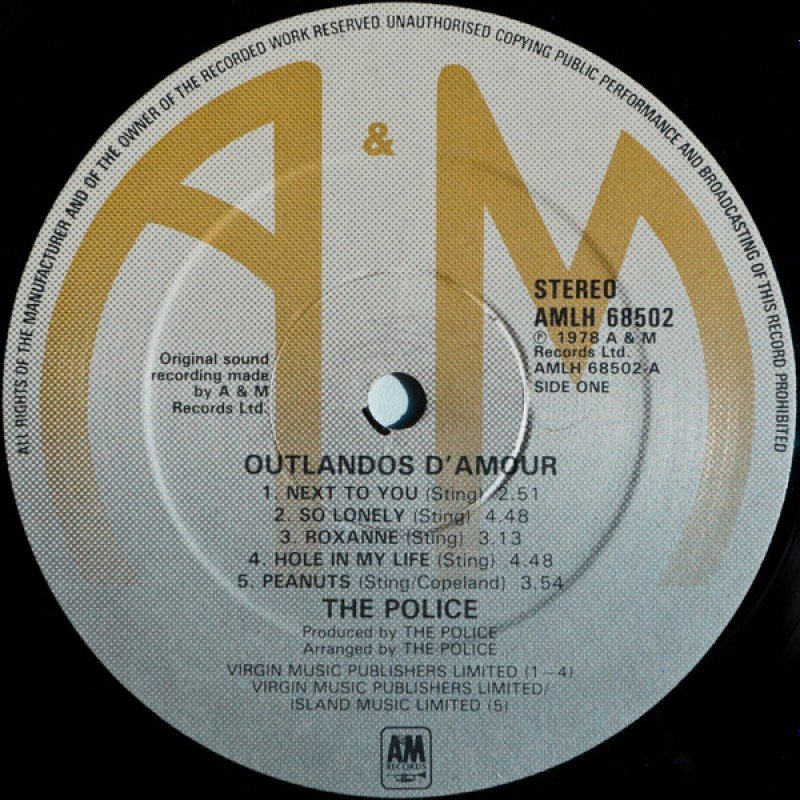 ALL RIGHTS OF THE MANUFACTURER AND OF THE OWNER OF THE RECORDED WORK RESERVED UNAUTHORISED COPYING PUBLIC PERFORMANCE AND BROADCASTING OF THIS RECORD PROHIBITED
A & M
STEREO
AMLH 68502
Ⓟ 1978 A & M
Records Ltd.
AMLH 68502-A
SIDE ONE
Original sound
recording made
by A & M
Records Ltd.
OUTLANDOS D'AMOUR
1. NEXT TO YOU (Sting) 2.51
2. SO LONELY (Sting) 4.48
3. ROXANNE (Sting) 3.13
4. HOLE IN MY LIFE (Sting) 4.48
5. PEANUTS (Sting/Copeland) 3.54
THE POLICE
Produced by THE POLICE
Arranged by THE POLICE
VIRGIN MUSIC PUBLISHERS LIMITED (1–4)
VIRGIN MUSIC PUBLISHERS LIMITED/
ISLAND MUSIC LIMITED (5)
AM
RECORDS